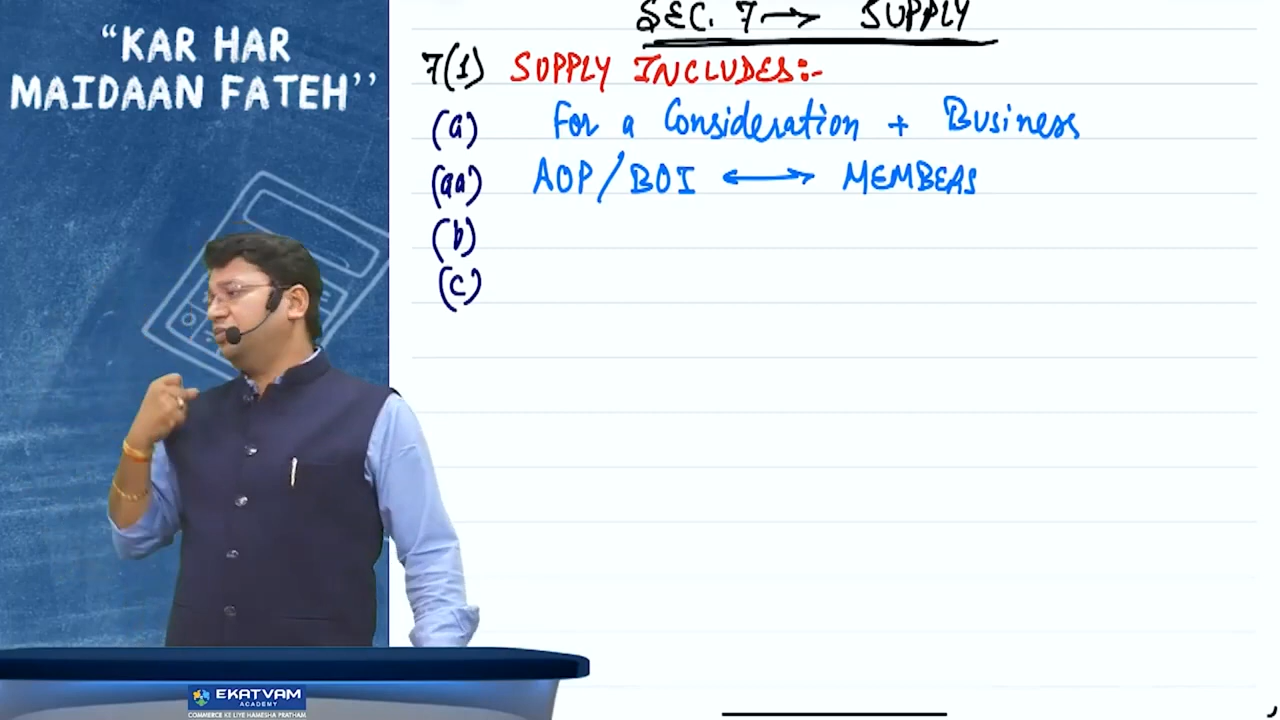 “KAR HAR
MAIDAAN FATEH’’
SEC. 7 → SUPPLY
7(1) SUPPLY INCLUDES:-
(a) For a Consideration + Business
(aa) AOP/BOI ↔ MEMBERS
(b)
(c)
EKATVAM
ACADEMY
COMMERCE KE LIYE HAMESHA PRATHAM